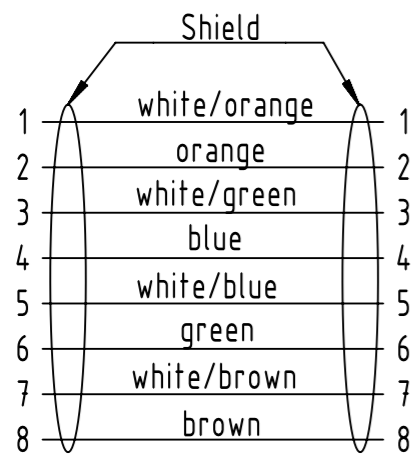 Shield
1 white/orange 1
2 orange 2
3 white/green 3
4 blue 4
5 white/blue 5
6 green 6
7 white/brown 7
8 brown 8